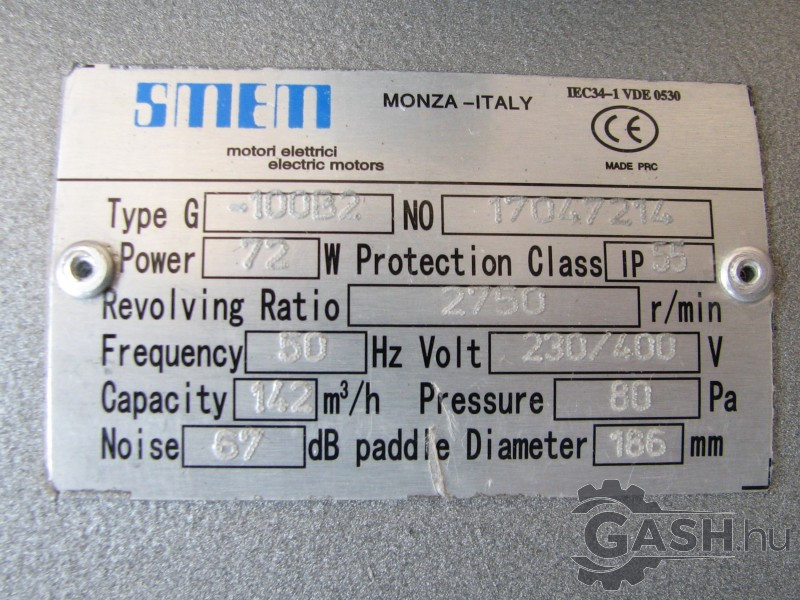 SMEM
MONZA-ITALY
IEC34-1 VDE 0530
CE
MADE PRC
motori elettrici
electric motors
Type G -100B2 NO 17047214
Power 72 W Protection Class IP 55
Revolving Ratio 2750 r/min
Frequency 50 Hz Volt 230/400 V
Capacity 142 m³/h Pressure 80 Pa
Noise 67 dB paddle Diameter 186 mm
GASH.hu